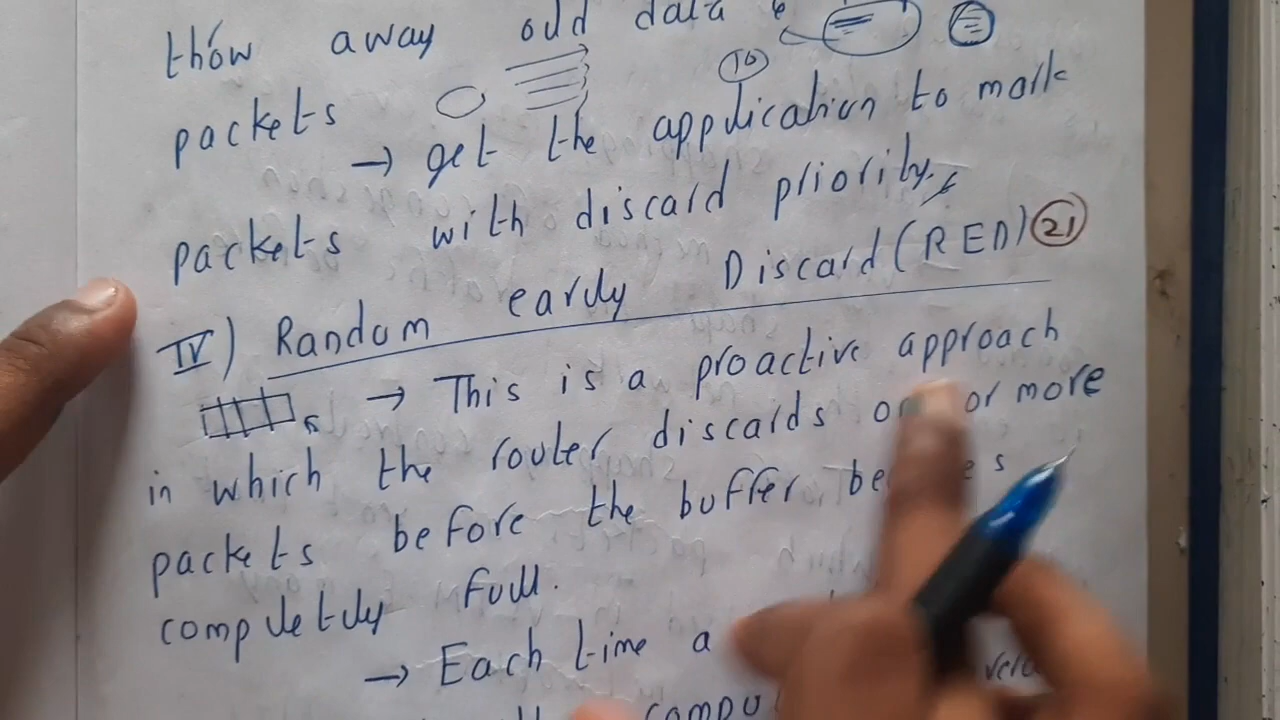 thow away old data
packets → get the application to mark
packets with discard priority.
IV) Random early Discard (RED) 21
→ This is a proactive approach
in which the router discards or more
packets before the buffer
completely full.
→ Each time a
compu